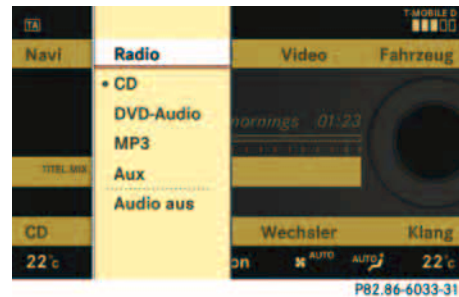 TA
T-MOBILE D
Navi Radio Video Fahrzeug
• CD
DVD-Audio
mornings 01:23
MP3
TITEL MIX
Aux
Audio aus
CD Wechsler Klang
22°c on AUTO AUTO 22°c
P82.86-6033-31